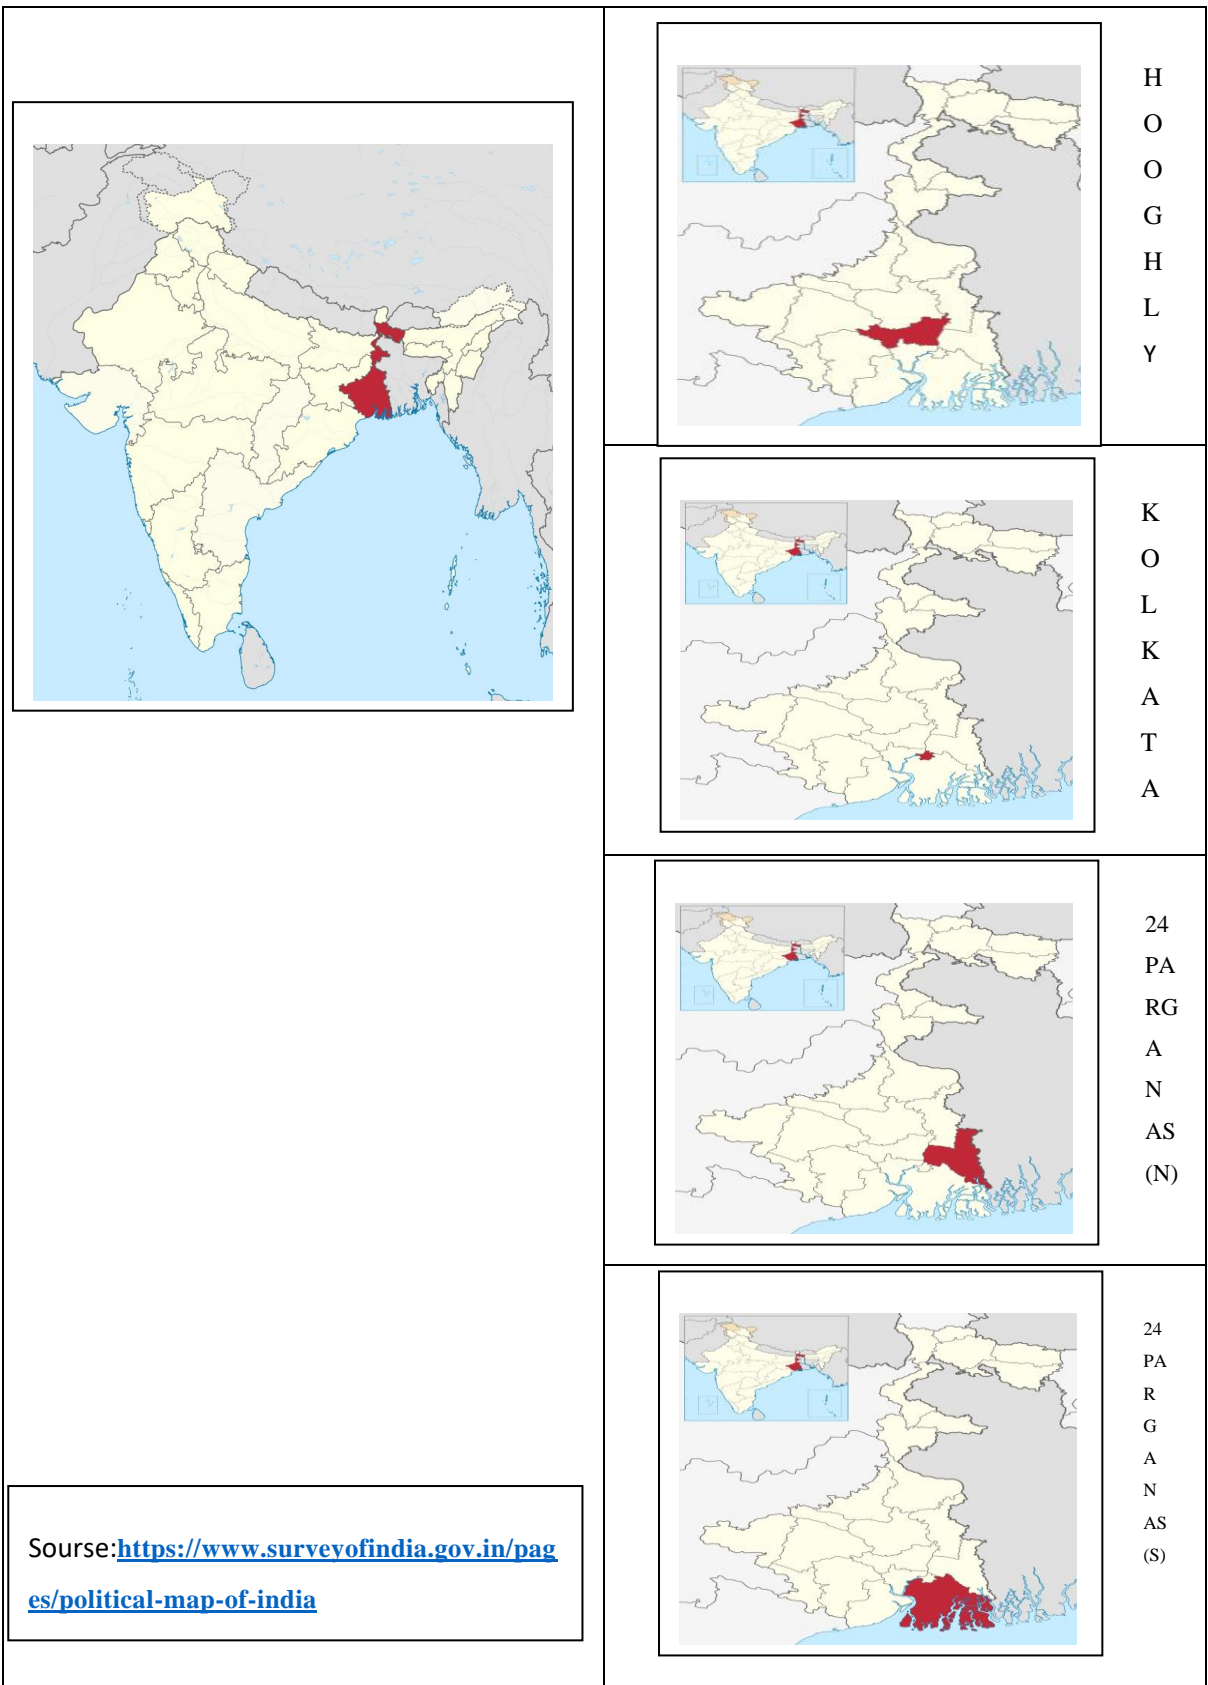 H
O
O
G
H
L
Y
K
O
L
K
A
T
A
24
PA
RG
A
N
AS
(N)
24
PA
R
G
A
N
AS
(S)
Sourse:https://www.surveyofindia.gov.in/pag
es/political-map-of-india